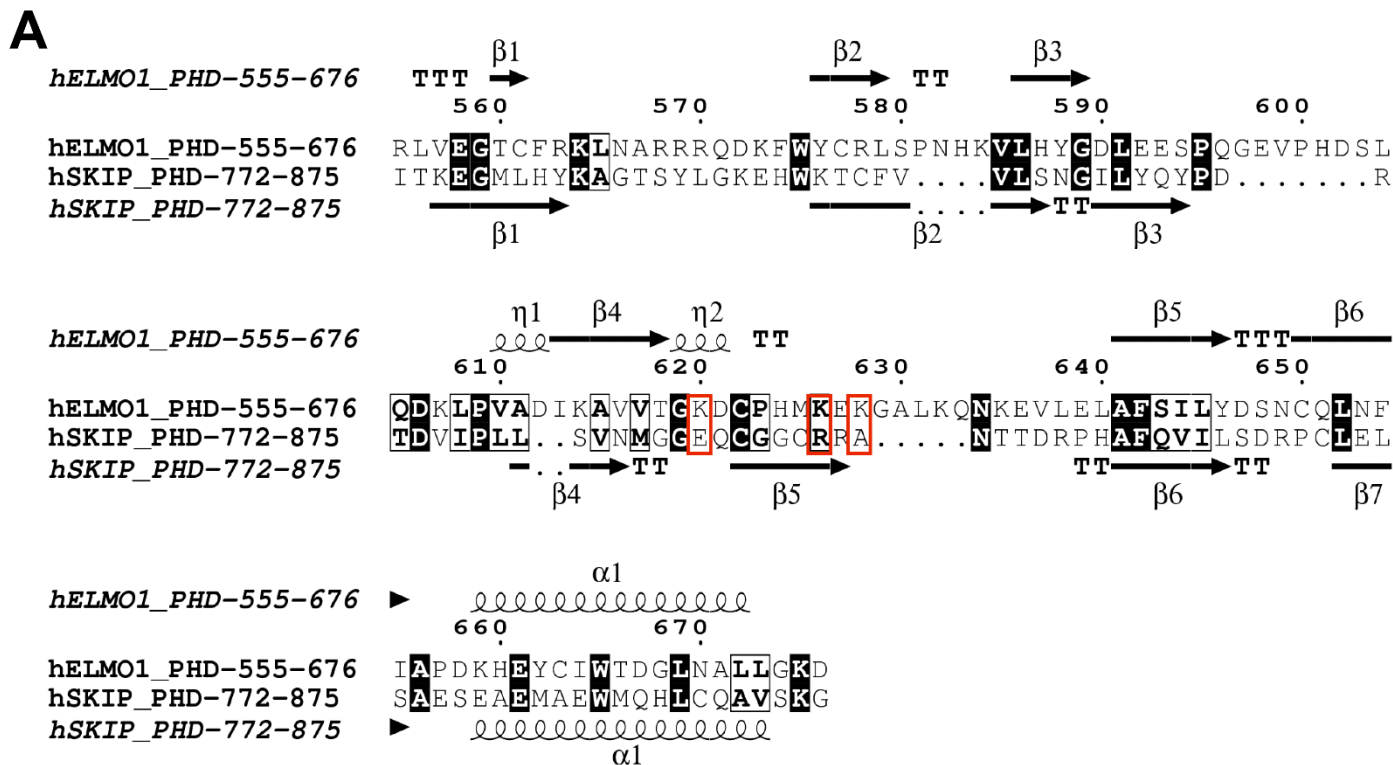 A
β1 β2 β3
hELMO1_PHD-555-676 TTT TT
560 570 580 590 600
hELMO1_PHD-555-676 RLVEGTCFRKLNARRRQDKFWYCRLSPNHKVLHYGDLEESPQGEVPHDSL
hSKIP_PHD-772-875 ITKEGMLHYKAGTSYLGKEHWKTCFV....VLSNGILYQYPD.......R
hSKIP_PHD-772-875 .... TT
β1 β2 β3
η1 β4 η2 β5 β6
hELMO1_PHD-555-676 TT TTT
610 620 630 640 650
hELMO1_PHD-555-676 QDKLPVADIKAVVTGKDCPHMKEKGALKQNKEVLELAFSILYDSNCQLNF
hSKIP_PHD-772-875 TDVIPLL..SVNMGGEQCGGCRRA.....NTTDRPHAFQVILSDRPCLEL
hSKIP_PHD-772-875 .. TT TT TT
β4 β5 β6 β7
α1
hELMO1_PHD-555-676
660 670
hELMO1_PHD-555-676 IAPDKHEYCIWTDGLNALLGKD
hSKIP_PHD-772-875 SAESEAEMAEWMQHLCQAVSKG
hSKIP_PHD-772-875
α1